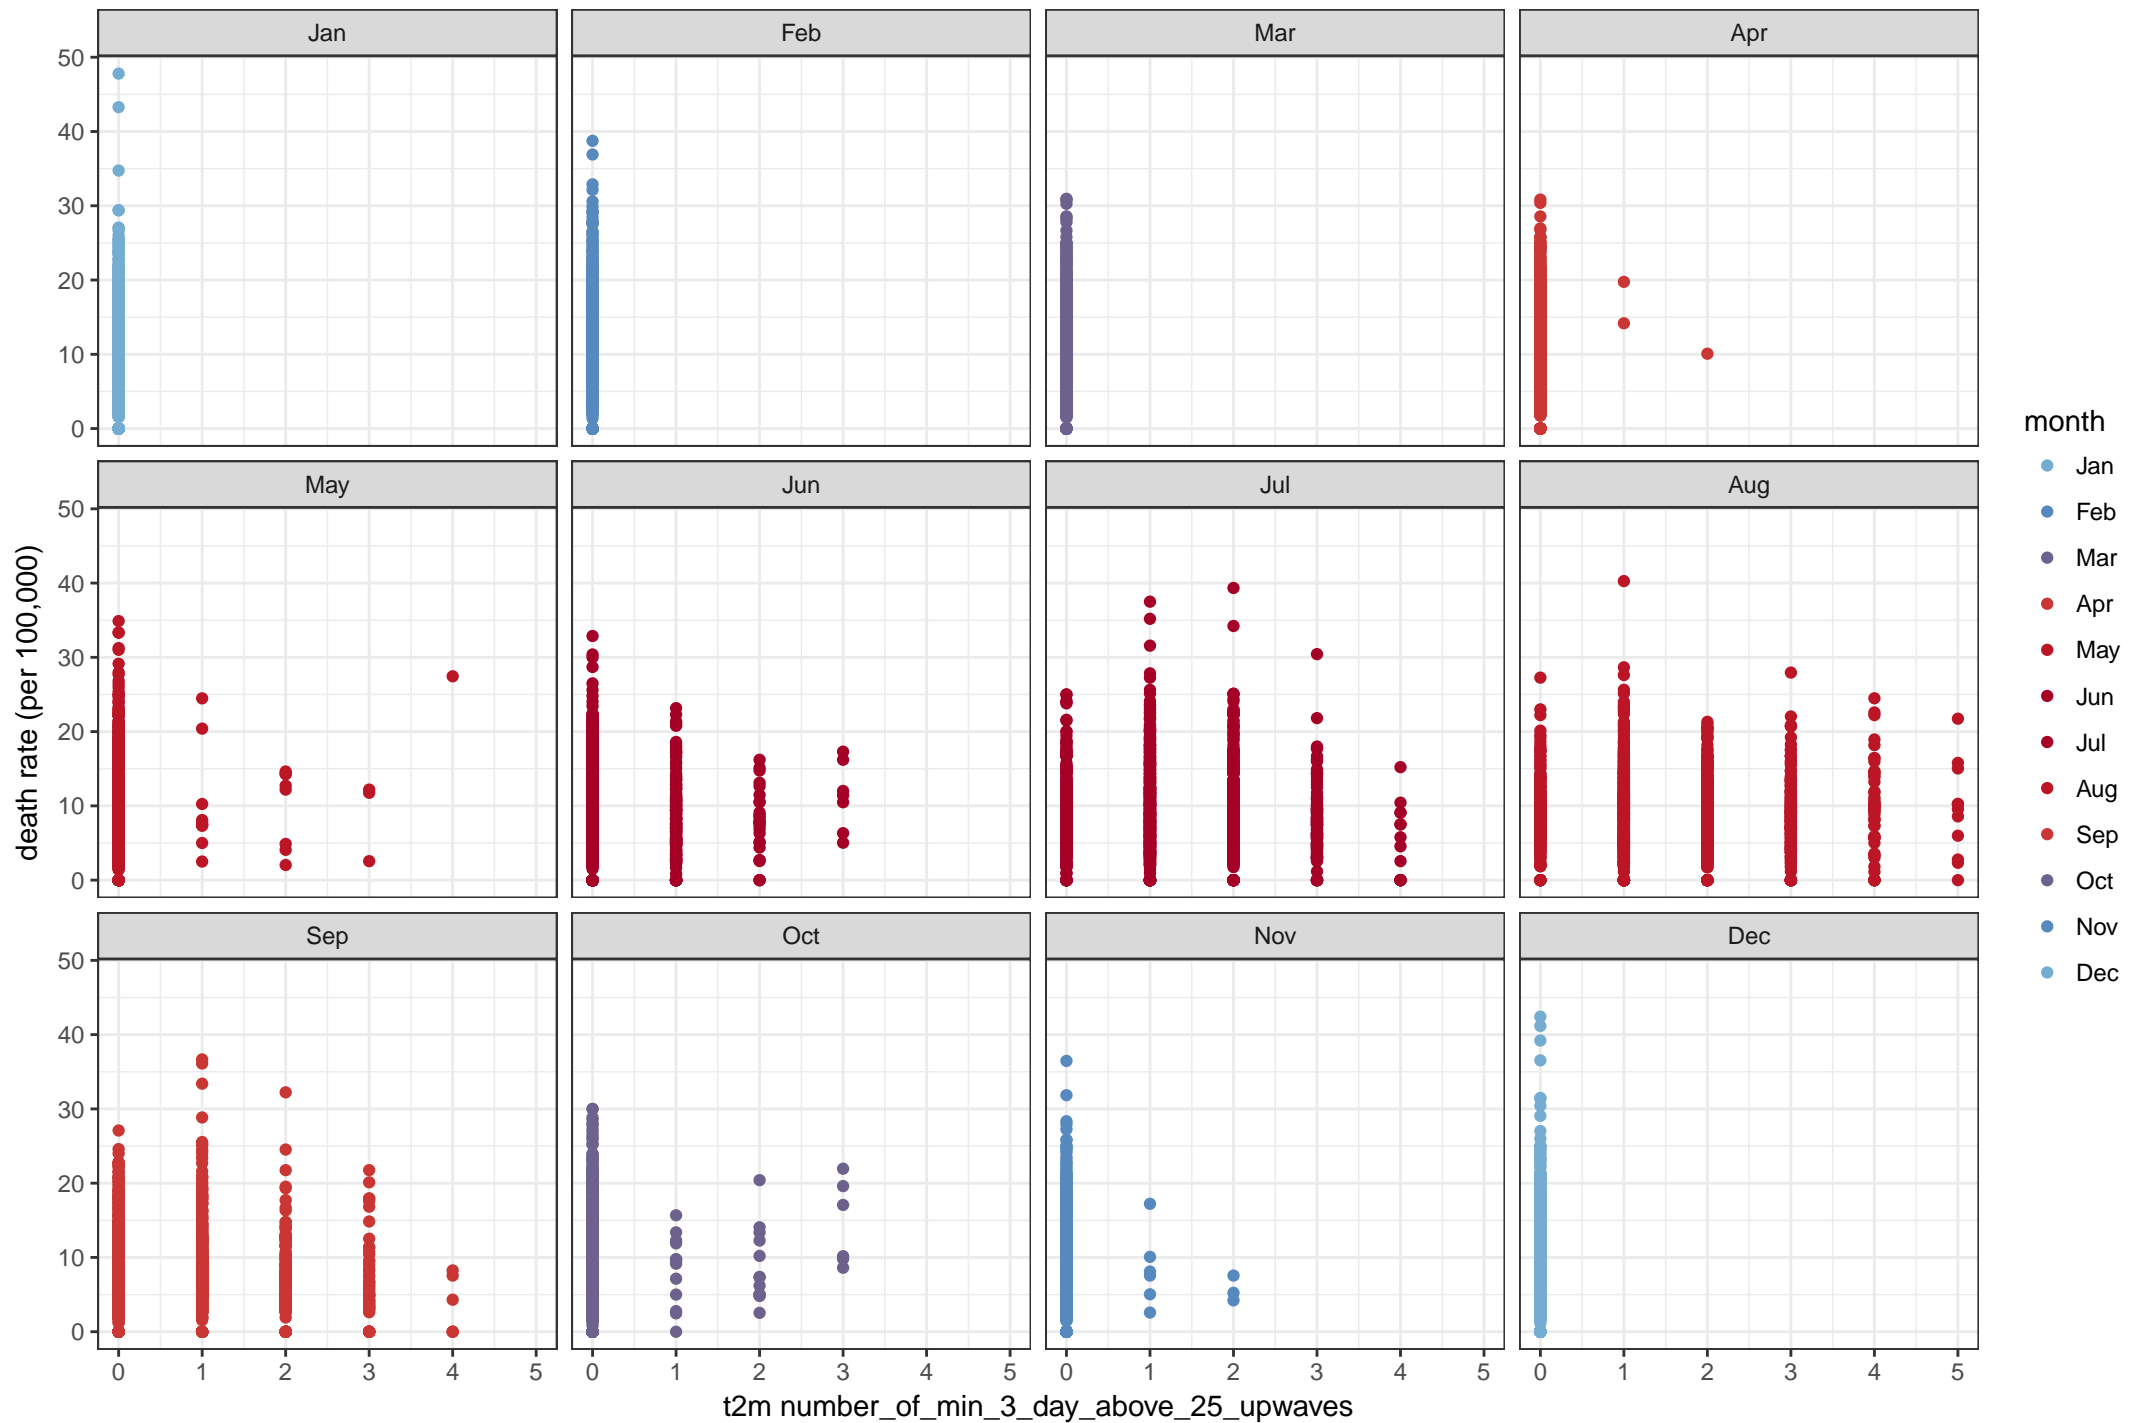 Jan Feb Mar Apr
50
40
30
20
10
0
May Jun Jul Aug
50
40
30
20
10
0
Sep Oct Nov Dec
50
40
30
20
10
0
0 1 2 3 4 5 0 1 2 3 4 5 0 1 2 3 4 5 0 1 2 3 4 5
t2m number_of_min_3_day_above_25_upwaves
death rate (per 100,000)
month
Jan
Feb
Mar
Apr
May
Jun
Jul
Aug
Sep
Oct
Nov
Dec